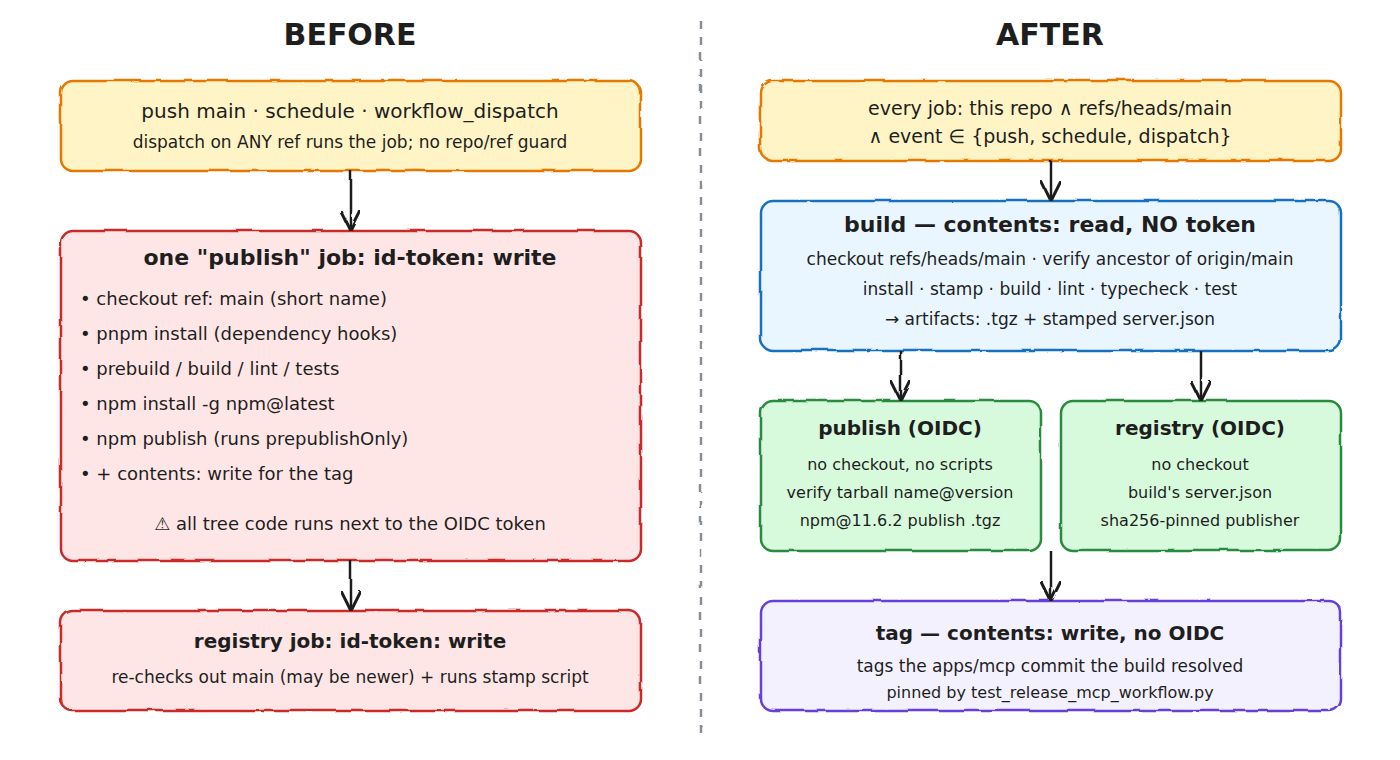 BEFORE
push main · schedule · workflow_dispatch
dispatch on ANY ref runs the job; no repo/ref guard
one "publish" job: id-token: write
• checkout ref: main (short name)
• pnpm install (dependency hooks)
• prebuild / build / lint / tests
• npm install -g npm@latest
• npm publish (runs prepublishOnly)
• + contents: write for the tag
⚠ all tree code runs next to the OIDC token
registry job: id-token: write
re-checks out main (may be newer) + runs stamp script
AFTER
every job: this repo ∧ refs/heads/main
∧ event ∈ {push, schedule, dispatch}
build — contents: read, NO token
checkout refs/heads/main · verify ancestor of origin/main
install · stamp · build · lint · typecheck · test
→ artifacts: .tgz + stamped server.json
publish (OIDC)
no checkout, no scripts
verify tarball name@version
npm@11.6.2 publish .tgz
registry (OIDC)
no checkout
build's server.json
sha256-pinned publisher
tag — contents: write, no OIDC
tags the apps/mcp commit the build resolved
pinned by test_release_mcp_workflow.py